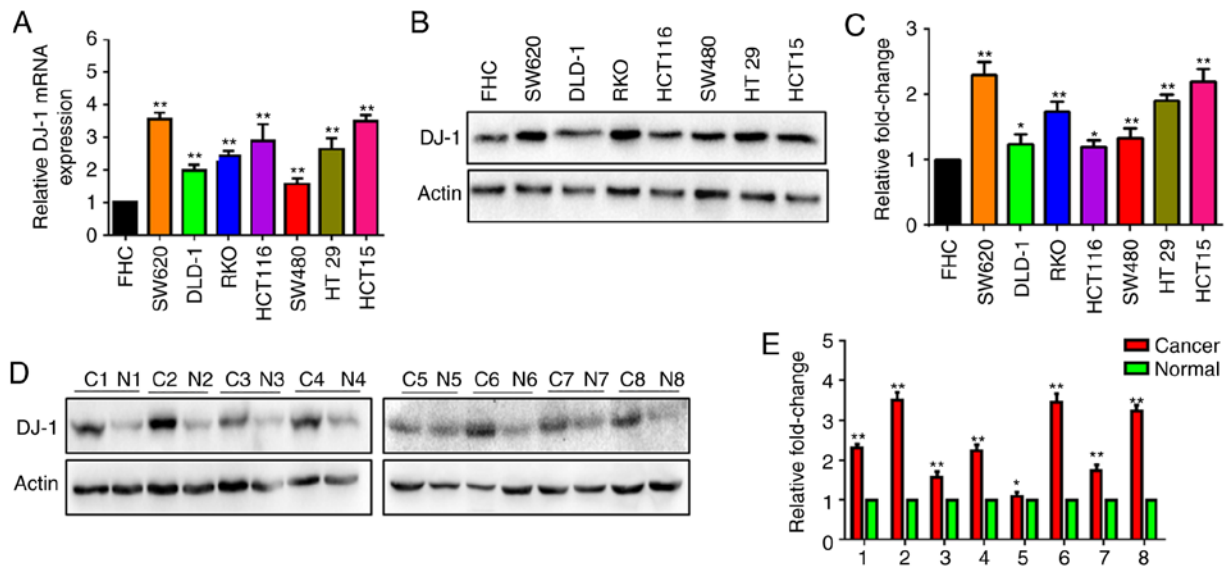 A
Relative DJ-1 mRNA
expression
6
5
4
3
2
1
0
**
**
**
**
**
**
**
FHC
SW620
DLD-1
RKO
HCT116
SW480
HT 29
HCT15
B
FHC
SW620
DLD-1
RKO
HCT116
SW480
HT 29
HCT15
DJ-1
Actin
C
Relative fold-change
3
2
1
0
**
*
**
*
**
**
**
FHC
SW620
DLD-1
RKO
HCT116
SW480
HT 29
HCT15
D
C1 N1 C2 N2 C3 N3 C4 N4
C5 N5 C6 N6 C7 N7 C8 N8
DJ-1
Actin
E
Cancer
Normal
Relative fold-change
5
4
3
2
1
0
**
**
**
**
*
**
**
**
1 2 3 4 5 6 7 8